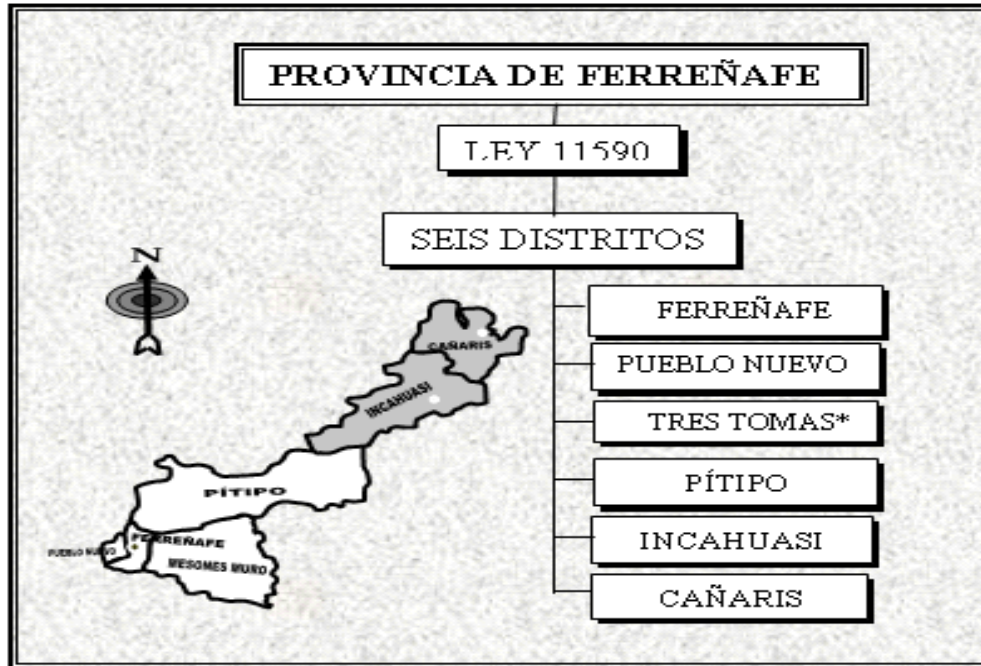 PROVINCIA DE FERREÑAFE
LEY 11590
SEIS DISTRITOS
N
FERREÑAFE
PUEBLO NUEVO
TRES TOMAS*
PÍTIPO
INCAHUASI
CAÑARIS
CAÑARIS
INCAHUASI
PÍTIPO
FERREÑAFE
PUEBLO NUEVO
MESONES MURO